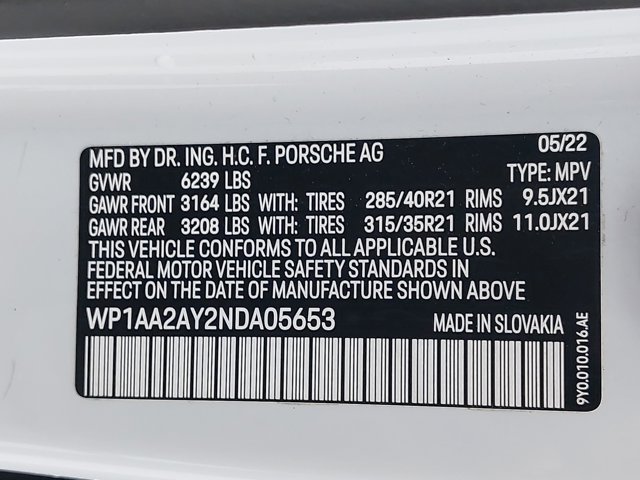 MFD BY DR. ING. H.C. F. PORSCHE AG 05/22
GVWR 6239 LBS TYPE: MPV
GAWR FRONT 3164 LBS WITH: TIRES 285/40R21 RIMS 9.5JX21
GAWR REAR 3208 LBS WITH: TIRES 315/35R21 RIMS 11.0JX21
THIS VEHICLE CONFORMS TO ALL APPLICABLE U.S.
FEDERAL MOTOR VEHICLE SAFETY STANDARDS IN
EFFECT ON THE DATE OF MANUFACTURE SHOWN ABOVE
WP1AA2AY2NDA05653 MADE IN SLOVAKIA
9Y0.010.016.AE